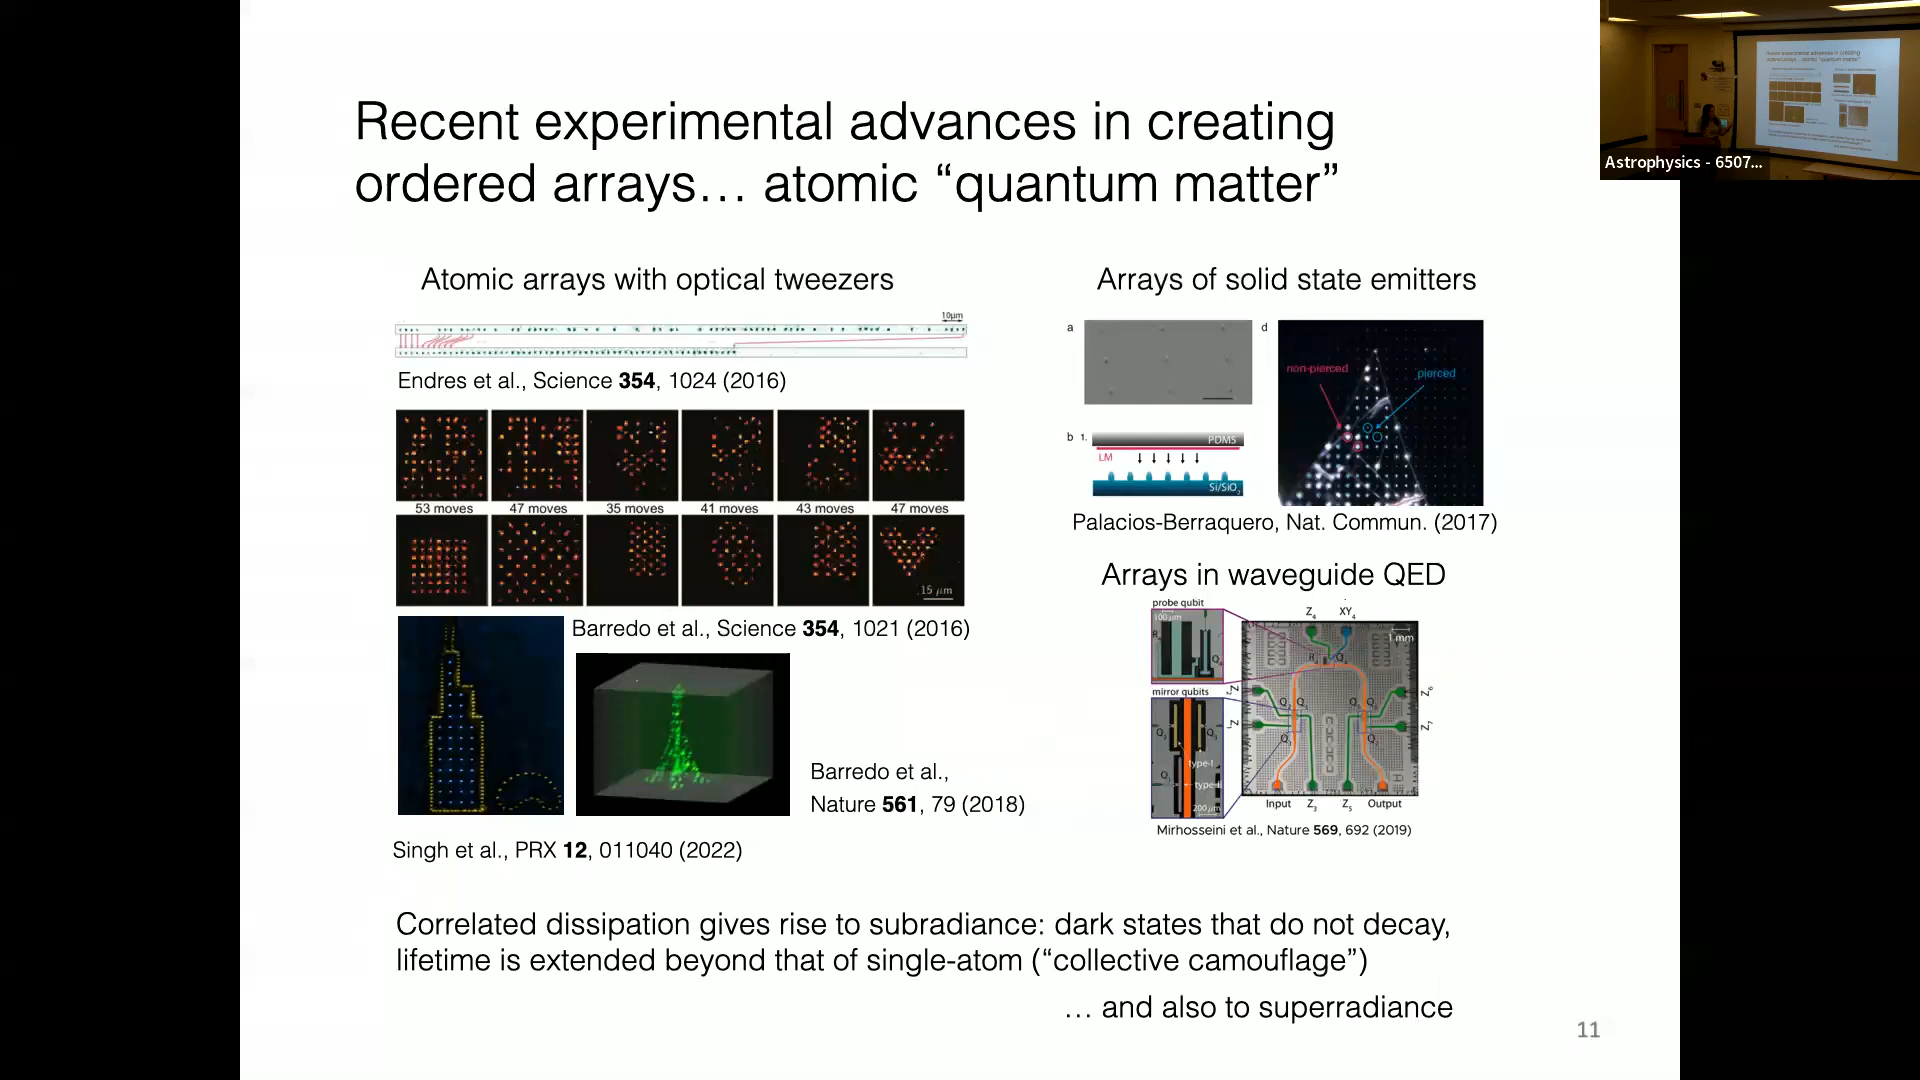 Recent experimental advances in creating
ordered arrays… atomic “quantum matter”
Astrophysics - 6507...
Atomic arrays with optical tweezers
10μm
Endres et al., Science 354, 1024 (2016)
53 moves 47 moves 35 moves 41 moves 43 moves 47 moves
15 μm
Barredo et al., Science 354, 1021 (2016)
Barredo et al.,
Nature 561, 79 (2018)
Singh et al., PRX 12, 011040 (2022)
Arrays of solid state emitters
a
d
non-pierced
pierced
b 1.
PDMS
LM
Si/SiO2
Palacios-Berraquero, Nat. Commun. (2017)
Arrays in waveguide QED
probe qubit
100 μm
Z4 XY4
1 mm
mirror qubits
type-I
200 μm
Input Z3 Z5 Output
Mirhosseini et al., Nature 569, 692 (2019)
Correlated dissipation gives rise to subradiance: dark states that do not decay,
lifetime is extended beyond that of single-atom (“collective camouflage”)
… and also to superradiance
11